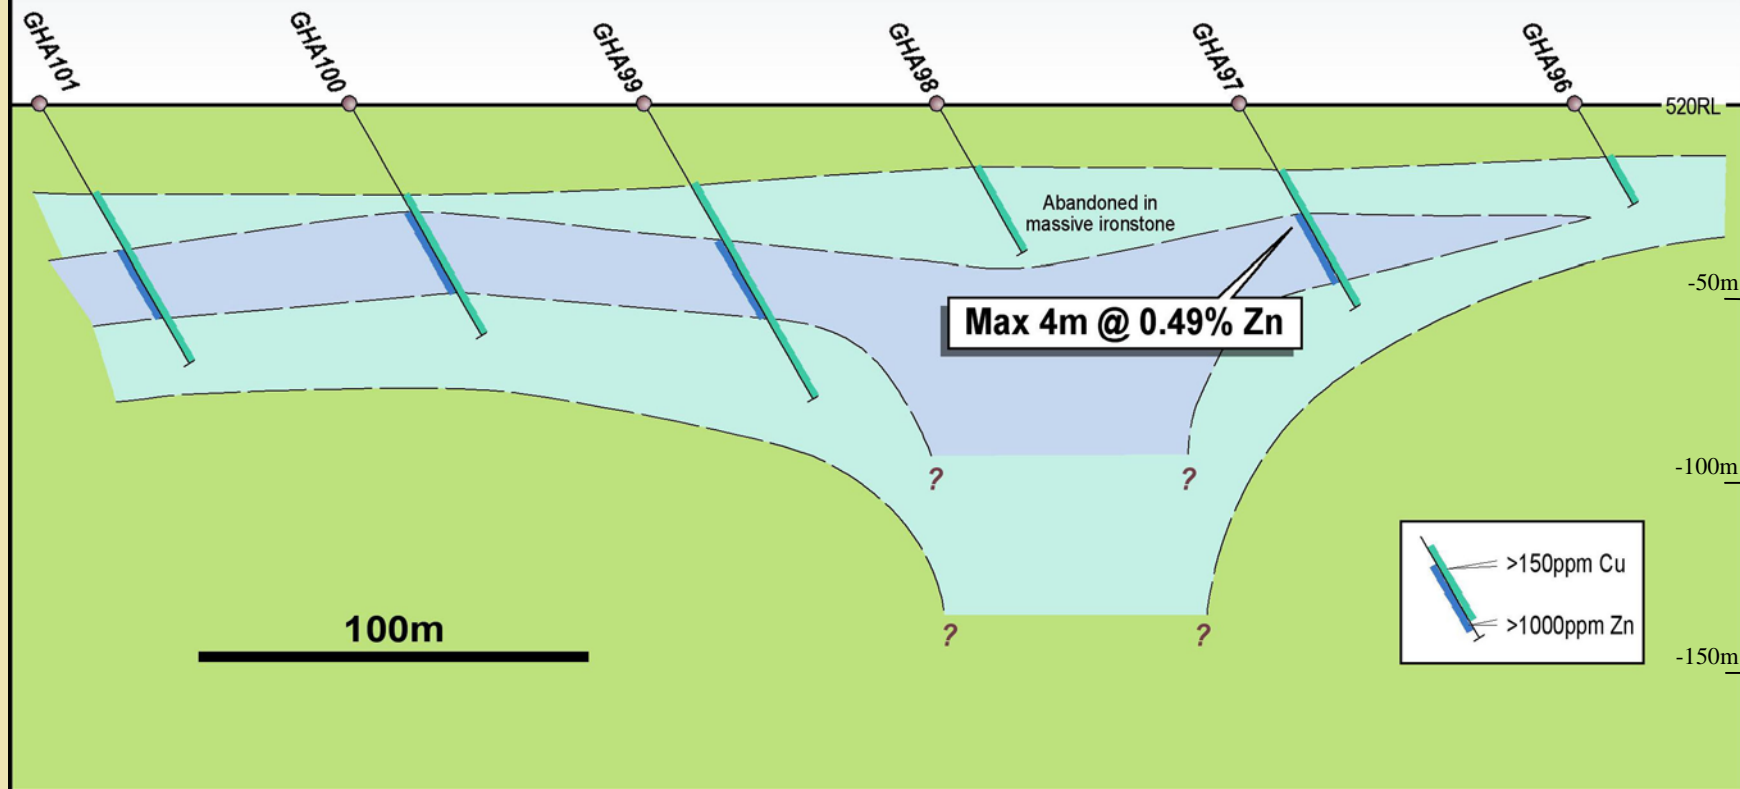 GHA101
GHA100
GHA99
GHA98
GHA97
GHA96
520RL
Abandoned in
massive ironstone
-50m
Max 4m @ 0.49% Zn
-100m
?
?
>150ppm Cu
>1000ppm Zn
100m
?
?
-150m